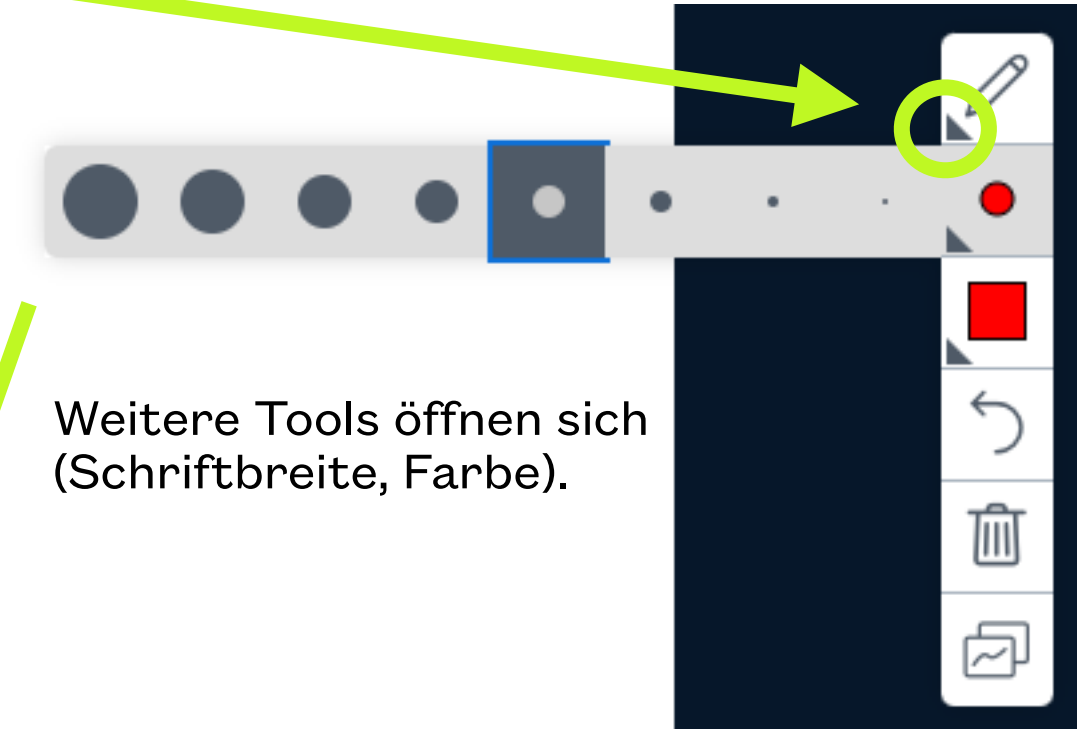 Weitere Tools öffnen sich
(Schriftbreite, Farbe).